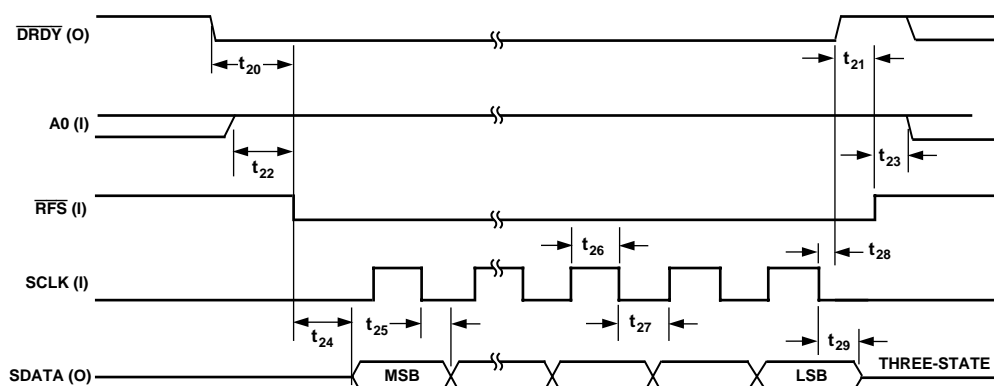 DRDY (O)
t20
t21
A0 (I)
t22
t23
RFS (I)
t26
t28
SCLK (I)
t24
t25
t27
t29
SDATA (O)
MSB
LSB
THREE-STATE